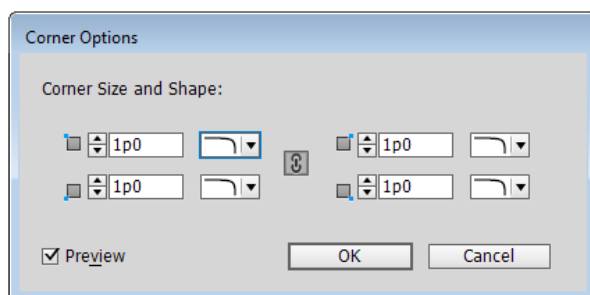 Corner Options
Corner Size and Shape:
1p0 1p0
1p0 1p0
Preview OK Cancel